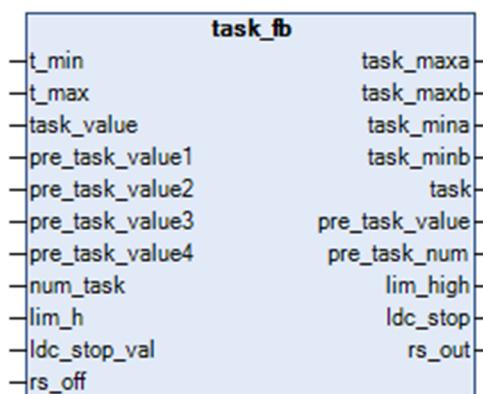 task_fb
t_min task_maxa
t_max task_maxb
task_value task_mina
pre_task_value1 task_minb
pre_task_value2 task
pre_task_value3 pre_task_value
pre_task_value4 pre_task_num
num_task lim_high
lim_h ldc_stop
ldc_stop_val rs_out
rs_off